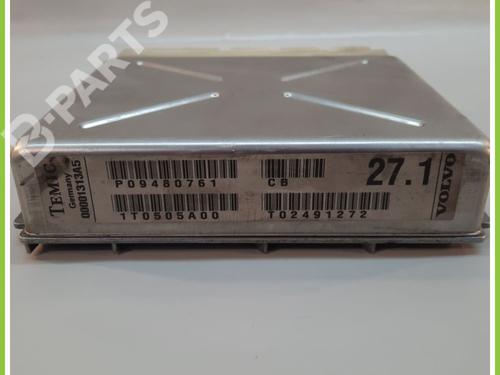 B-PARTS
TEMIC
Germany
00001313A5
P09480761
CB
27.1
1T0505A00
T02491272
VOLVO